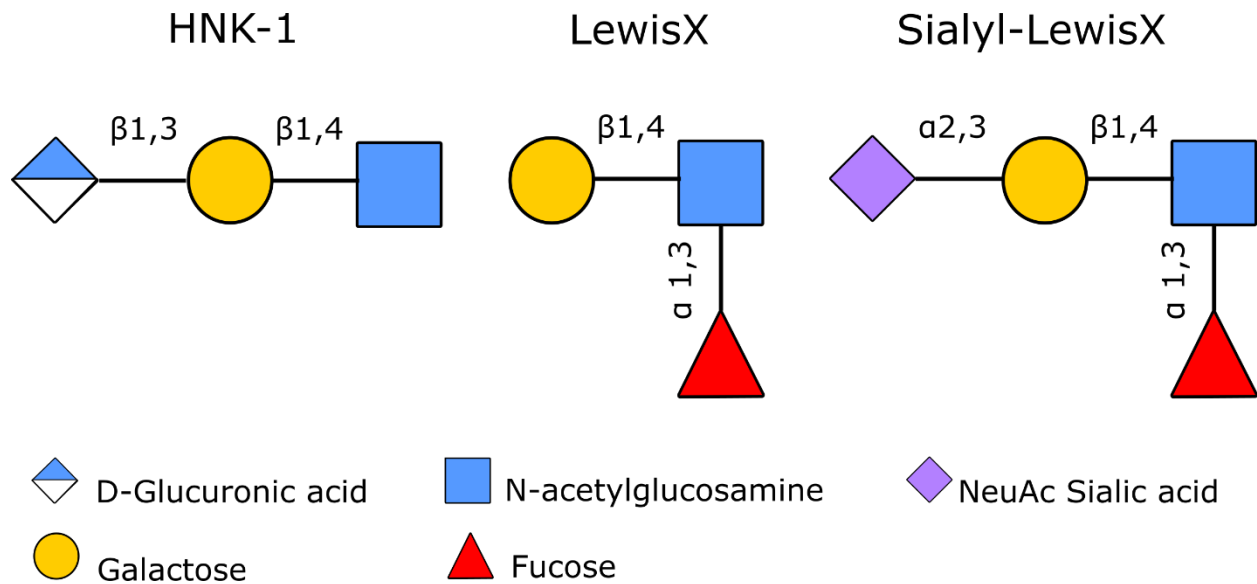 HNK-1 LewisX Sialyl-LewisX
β1,3 β1,4 β1,4 α2,3 β1,4
α 1,3 α 1,3
D-Glucuronic acid N-acetylglucosamine NeuAc Sialic acid
Galactose Fucose